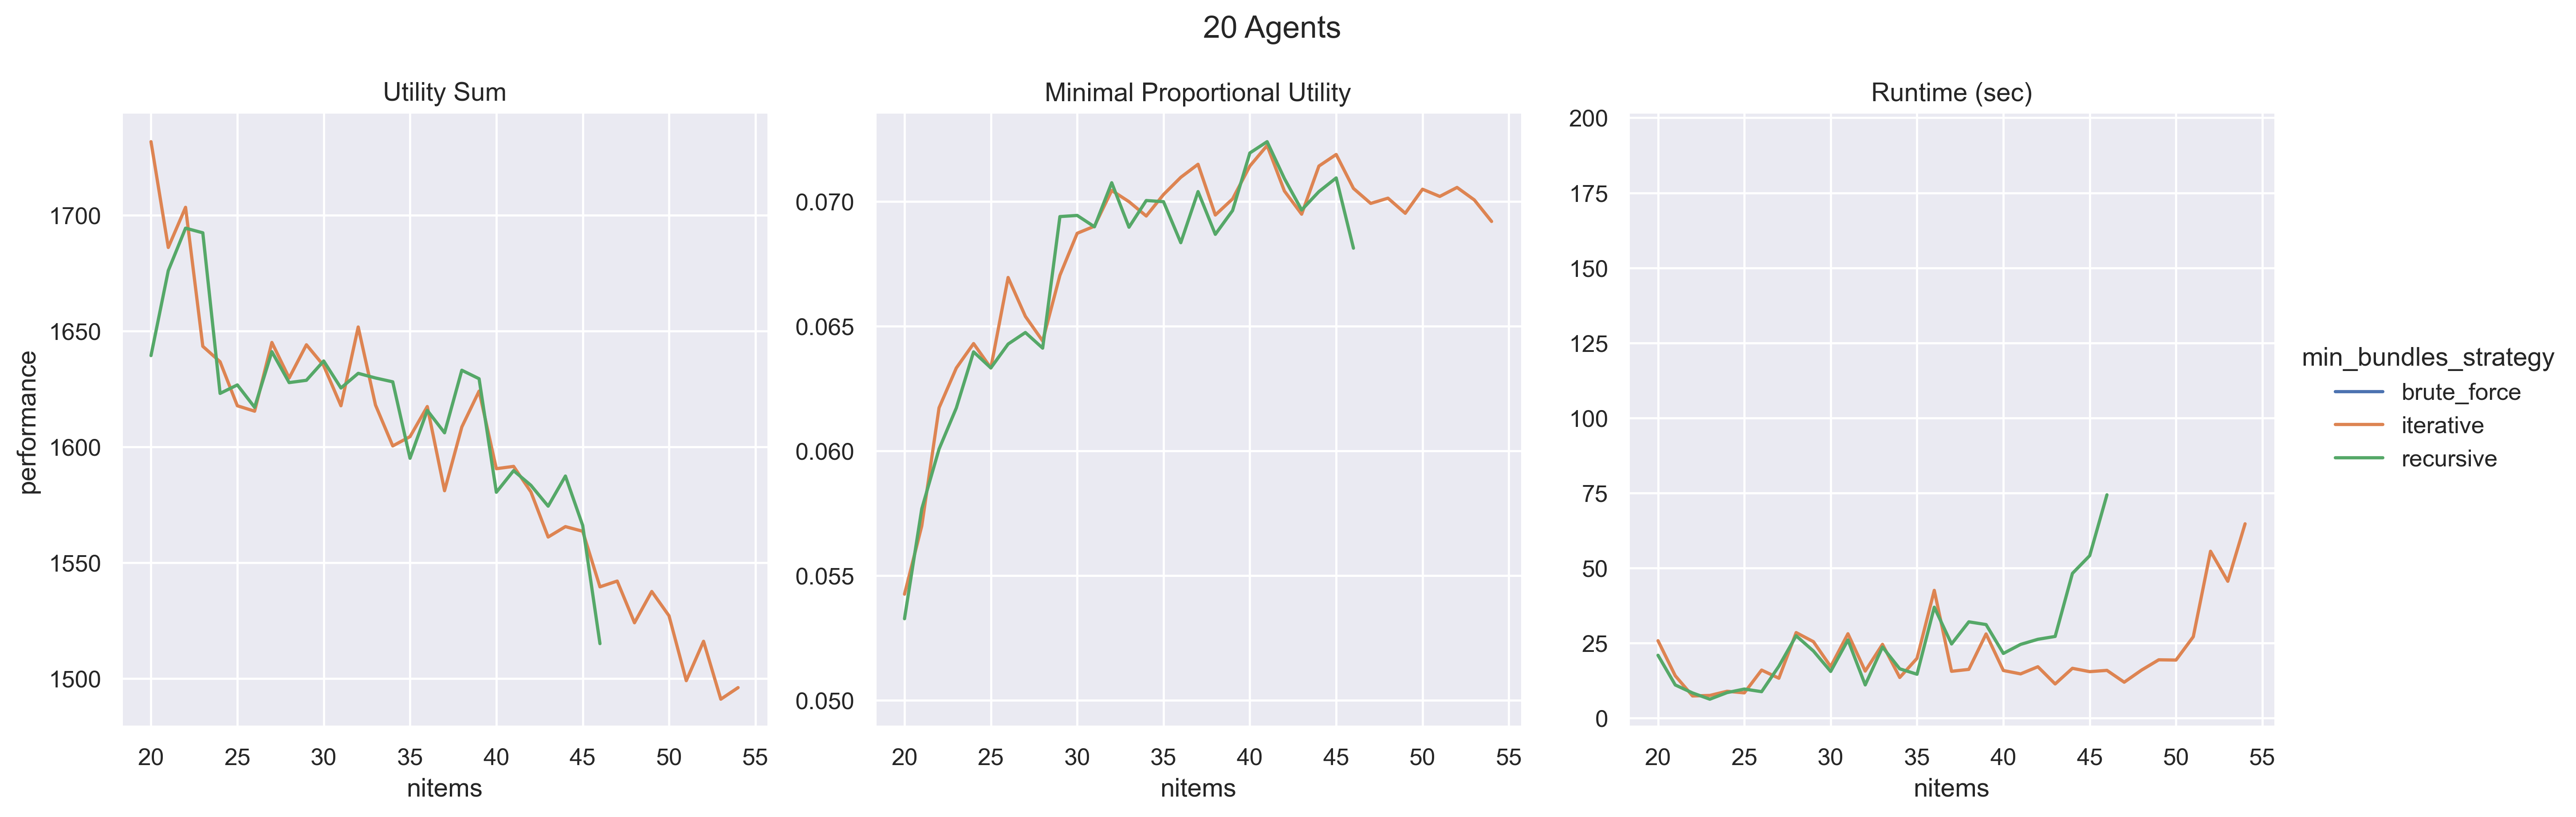 20 Agents
Utility Sum
Minimal Proportional Utility
Runtime (sec)
performance
1700
1650
1600
1550
1500
20 25 30 35 40 45 50 55
nitems
0.070
0.065
0.060
0.055
0.050
20 25 30 35 40 45 50 55
nitems
200
175
150
125
100
75
50
25
0
20 25 30 35 40 45 50 55
nitems
min_bundles_strategy
brute_force
iterative
recursive